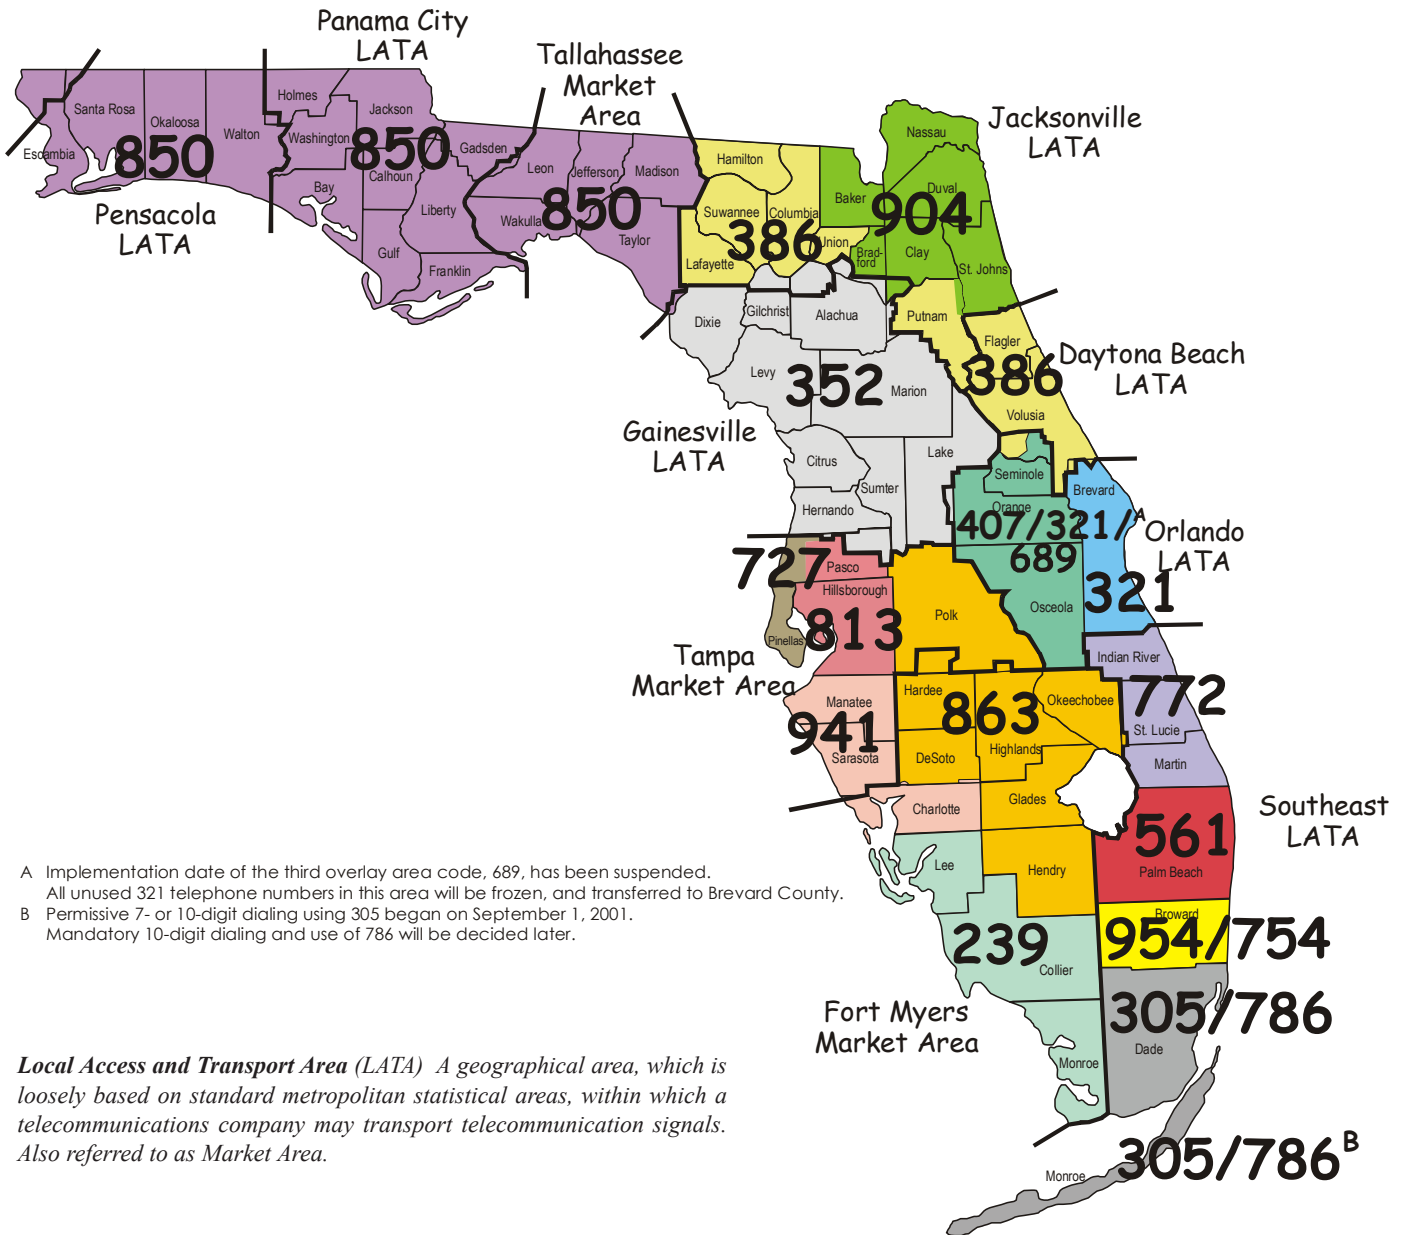 Panama City
LATA
Tallahassee
Market
Area
Jacksonville
LATA
Holmes
Santa Rosa
Okaloosa
Walton
Jackson
Washington
Escambia
850
850
Gadsden
Calhoun
Bay
Liberty
Gulf
Franklin
Pensacola
LATA
Leon
Jefferson
Madison
Wakulla
850
Taylor
Hamilton
Suwannee
Columbia
386
Union
Lafayette
Nassau
Baker
Duval
904
Brad-
ford
Clay
St. Johns
Dixie
Gilchrist
Alachua
Putnam
Flagler
Daytona Beach
LATA
386
Volusia
Levy
352
Marion
Gainesville
LATA
Citrus
Lake
Sumter
Hernando
Seminole
Orange
407/321/A
689
Osceola
Brevard
Orlando
LATA
321
727
Pasco
Hillsborough
813
Pinellas
Polk
Tampa
Market Area
Indian River
772
St. Lucie
Martin
Manatee
941
Sarasota
Hardee
863
Okeechobee
DeSoto
Highlands
Charlotte
Glades
Southeast
LATA
561
Palm Beach
Lee
Hendry
Broward
954/754
239
Collier
305/786
Dade
Fort Myers
Market Area
Monroe
305/786B
Monroe
A Implementation date of the third overlay area code, 689, has been suspended.
All unused 321 telephone numbers in this area will be frozen, and transferred to Brevard County.
B Permissive 7- or 10-digit dialing using 305 began on September 1, 2001.
Mandatory 10-digit dialing and use of 786 will be decided later.
Local Access and Transport Area (LATA) A geographical area, which is
loosely based on standard metropolitan statistical areas, within which a
telecommunications company may transport telecommunication signals.
Also referred to as Market Area.